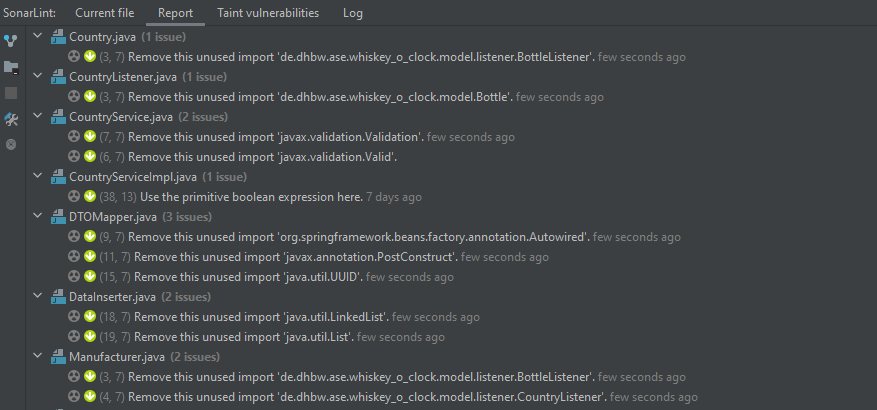 SonarLint: Current file Report Taint vulnerabilities Log
Country.java (1 issue)
(3, 7) Remove this unused import 'de.dhbw.ase.whiskey_o_clock.model.listener.BottleListener'. few seconds ago
CountryListener.java (1 issue)
(3, 7) Remove this unused import 'de.dhbw.ase.whiskey_o_clock.model.Bottle'. few seconds ago
CountryService.java (2 issues)
(7, 7) Remove this unused import 'javax.validation.Validation'. few seconds ago
(6, 7) Remove this unused import 'javax.validation.Valid'.
CountryServiceImpl.java (1 issue)
(38, 13) Use the primitive boolean expression here. 7 days ago
DTOMapper.java (3 issues)
(9, 7) Remove this unused import 'org.springframework.beans.factory.annotation.Autowired'. few seconds ago
(11, 7) Remove this unused import 'javax.annotation.PostConstruct'. few seconds ago
(15, 7) Remove this unused import 'java.util.UUID'. few seconds ago
DataInserter.java (2 issues)
(18, 7) Remove this unused import 'java.util.LinkedList'. few seconds ago
(19, 7) Remove this unused import 'java.util.List'. few seconds ago
Manufacturer.java (2 issues)
(3, 7) Remove this unused import 'de.dhbw.ase.whiskey_o_clock.model.listener.BottleListener'. few seconds ago
(4, 7) Remove this unused import 'de.dhbw.ase.whiskey_o_clock.model.listener.CountryListener'. few seconds ago